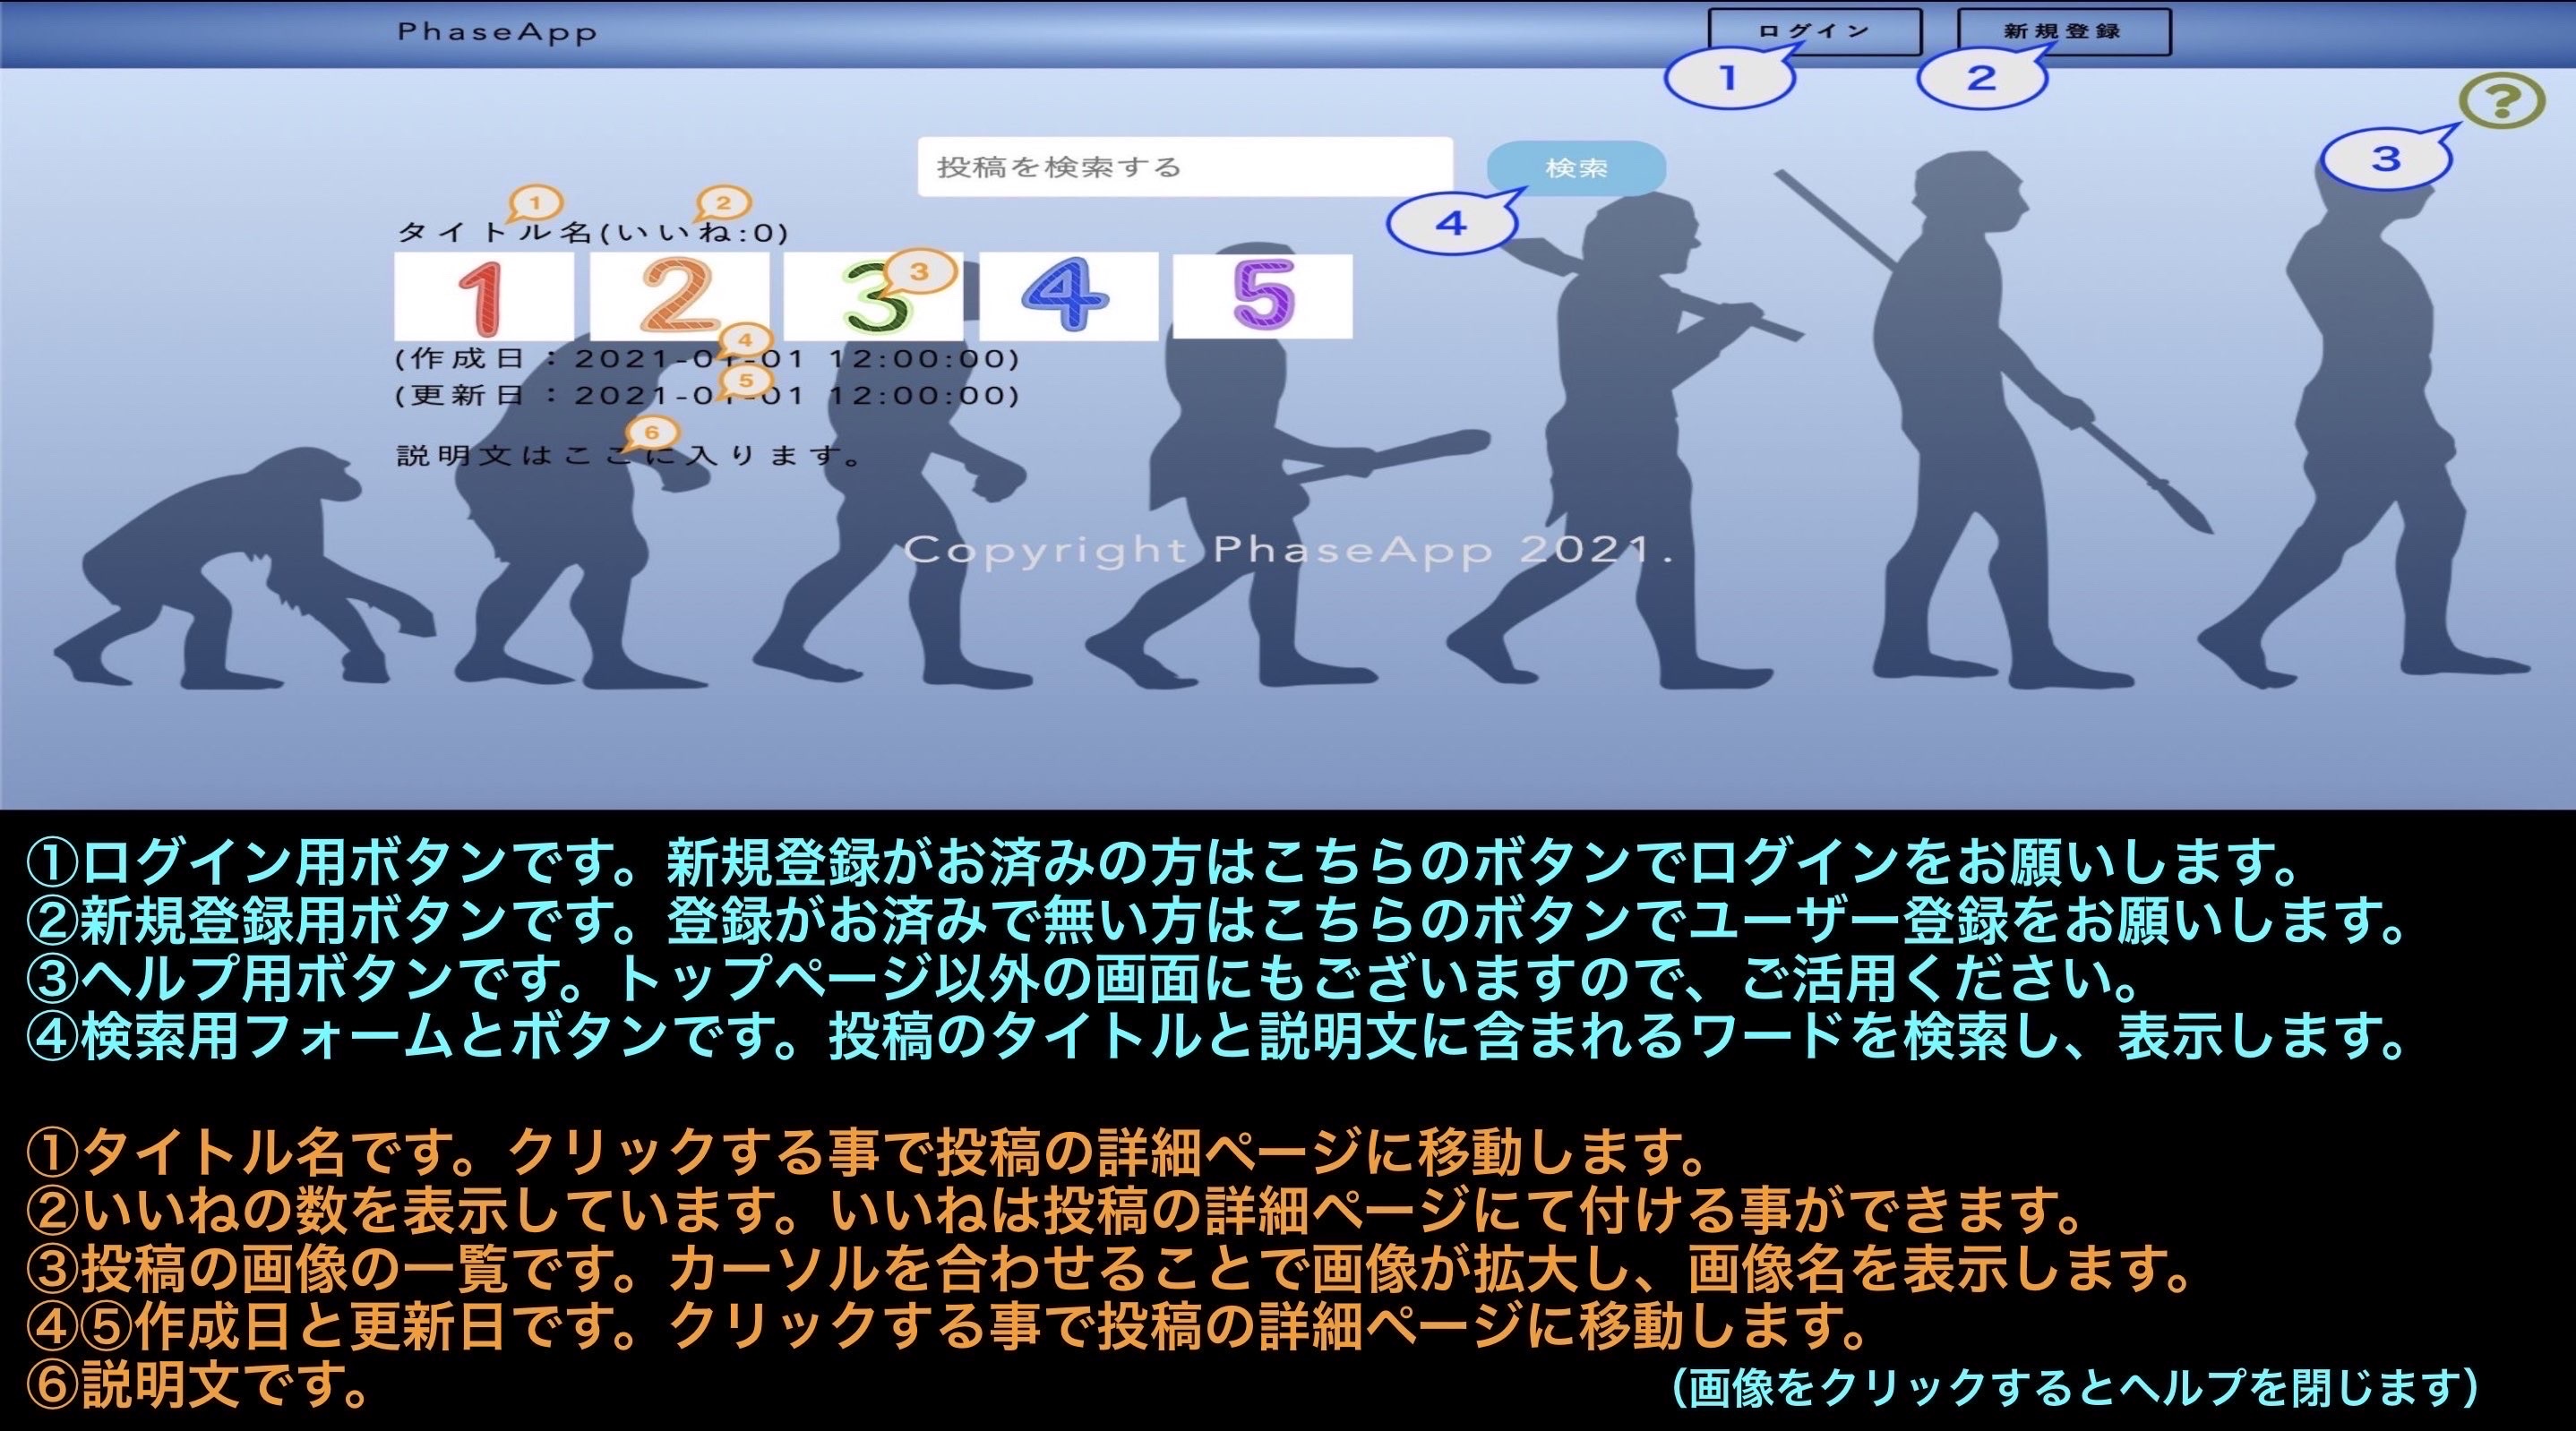 PhaseApp
ログイン
新規登録
1
2
?
3
投稿を検索する
検索
4
1
2
タイトル名(いいね:0)
1 2 3 4 5
3
4
(作成日：2021-01-01 12:00:00)
5
(更新日：2021-01-01 12:00:00)
6
説明文はここに入ります。
Copyright PhaseApp 2021.
①ログイン用ボタンです。新規登録がお済みの方はこちらのボタンでログインをお願いします。
②新規登録用ボタンです。登録がお済みで無い方はこちらのボタンでユーザー登録をお願いします。
③ヘルプ用ボタンです。トップページ以外の画面にもございますので、ご活用ください。
④検索用フォームとボタンです。投稿のタイトルと説明文に含まれるワードを検索し、表示します。
①タイトル名です。クリックする事で投稿の詳細ページに移動します。
②いいねの数を表示しています。いいねは投稿の詳細ページにて付ける事ができます。
③投稿の画像の一覧です。カーソルを合わせることで画像が拡大し、画像名を表示します。
④⑤作成日と更新日です。クリックする事で投稿の詳細ページに移動します。
⑥説明文です。
（画像をクリックするとヘルプを閉じます）